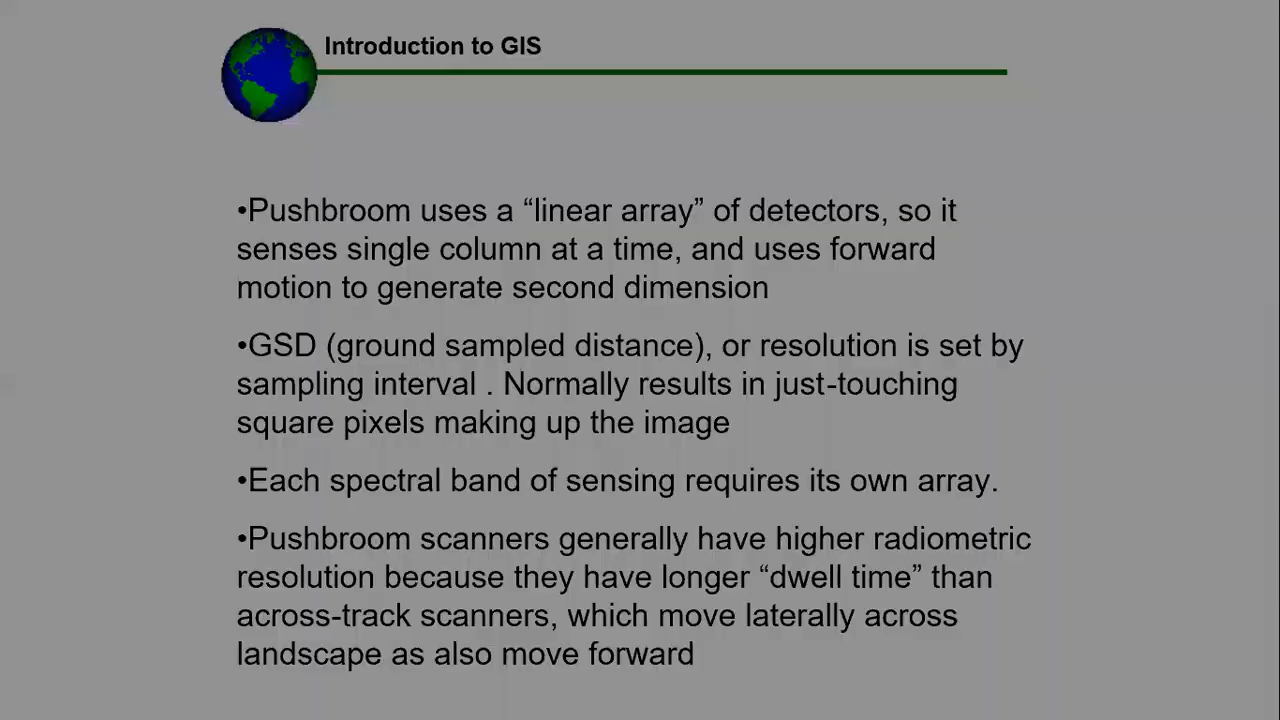 Introduction to GIS
•Pushbroom uses a “linear array” of detectors, so it
senses single column at a time, and uses forward
motion to generate second dimension
•GSD (ground sampled distance), or resolution is set by
sampling interval . Normally results in just-touching
square pixels making up the image
•Each spectral band of sensing requires its own array.
•Pushbroom scanners generally have higher radiometric
resolution because they have longer “dwell time” than
across-track scanners, which move laterally across
landscape as also move forward